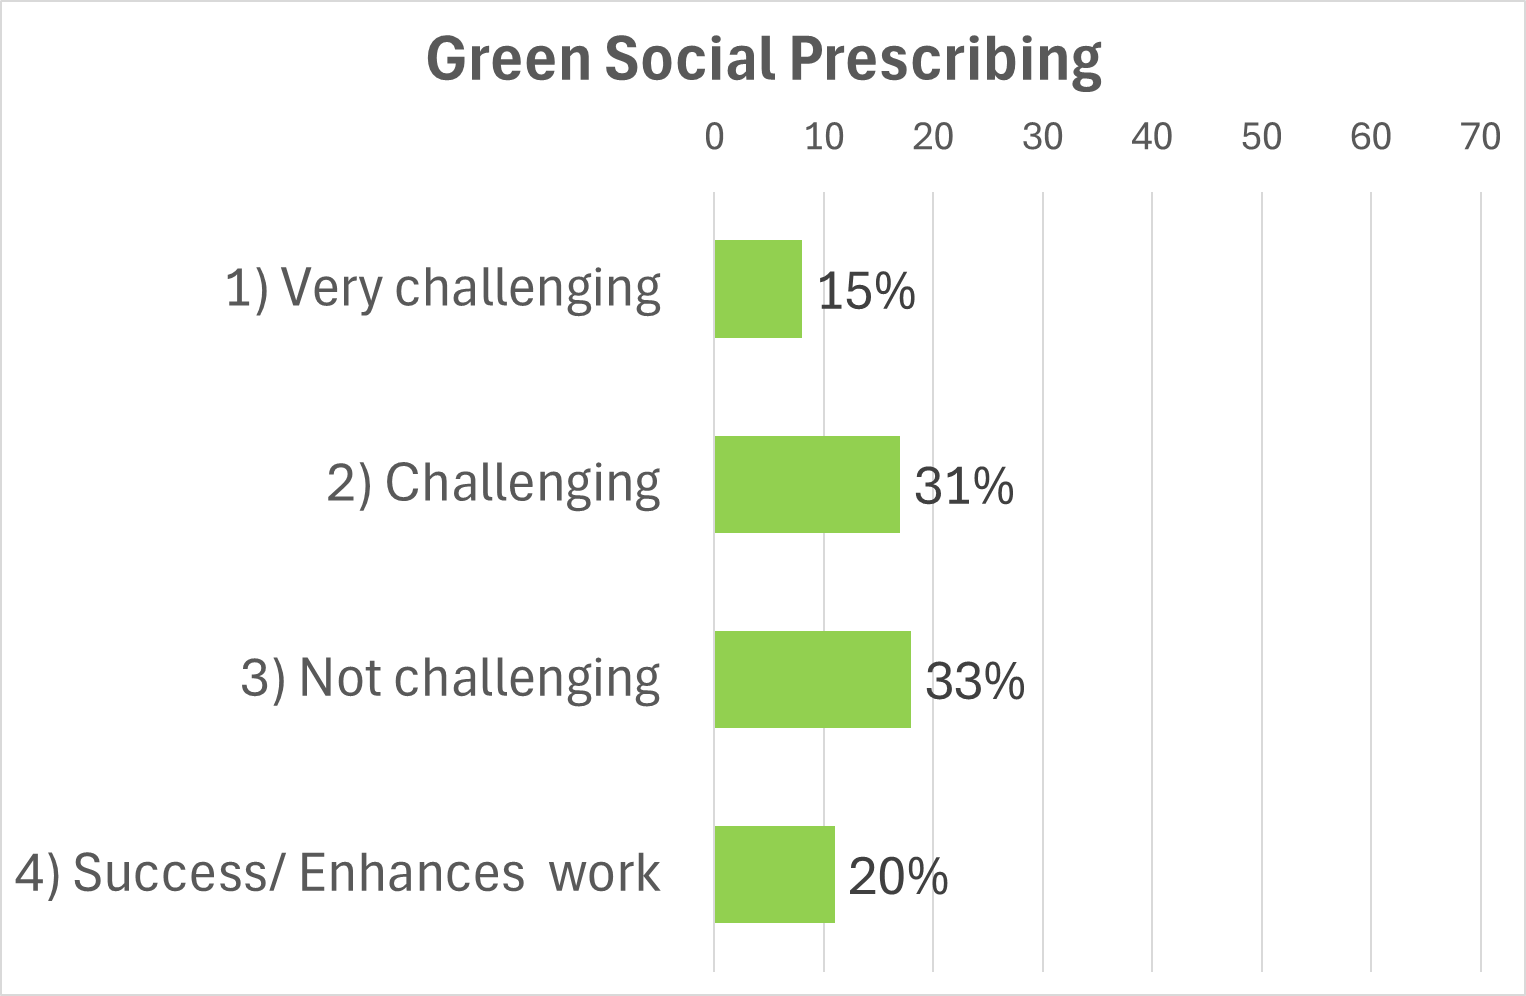 Green Social Prescribing
0 10 20 30 40 50 60 70
1) Very challenging 15%
2) Challenging 31%
3) Not challenging 33%
4) Success/ Enhances  work 20%